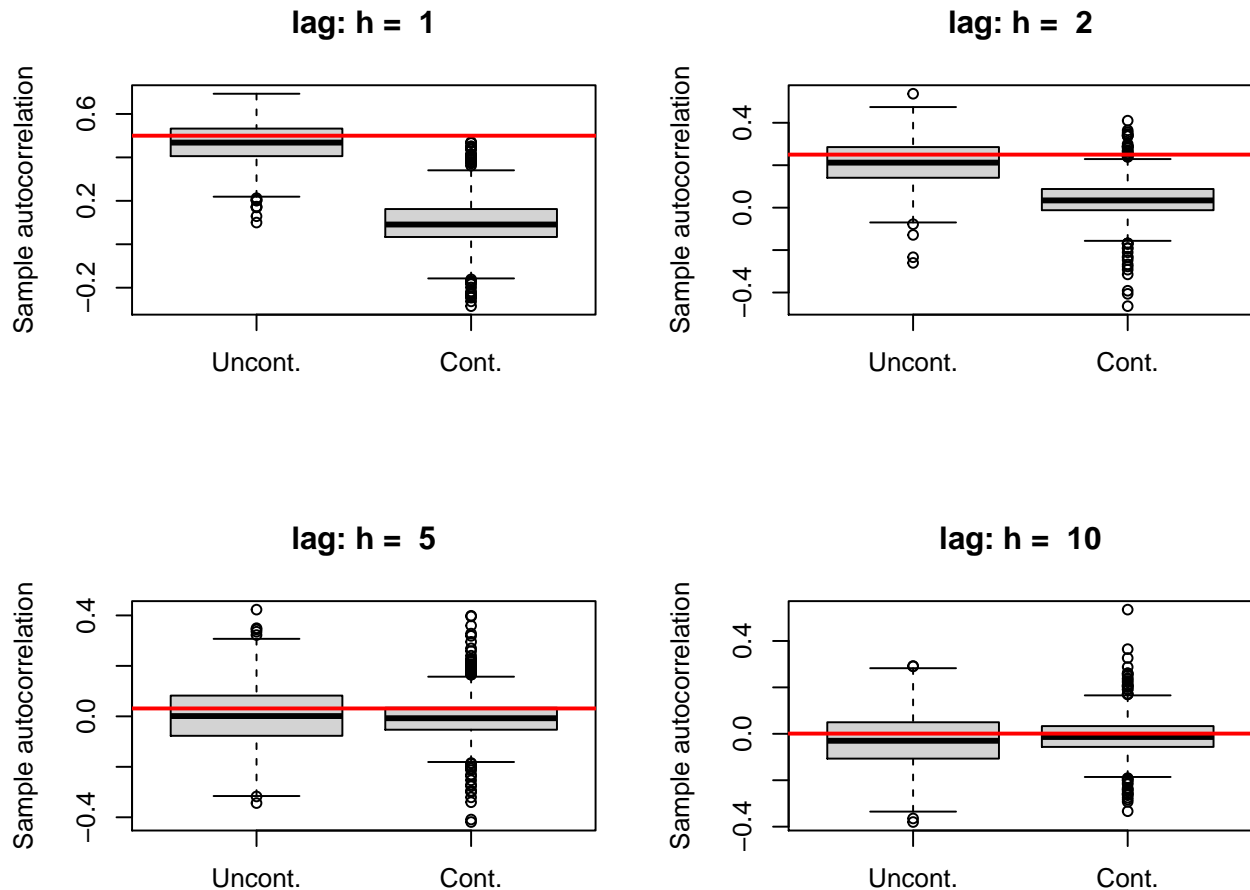 lag: h = 1
Sample autocorrelation
0.6
0.2
−0.2
Uncont.
Cont.
lag: h = 2
Sample autocorrelation
0.4
0.0
−0.4
Uncont.
Cont.
lag: h = 5
Sample autocorrelation
0.4
0.0
−0.4
Uncont.
Cont.
lag: h = 10
Sample autocorrelation
0.4
0.0
−0.4
Uncont.
Cont.